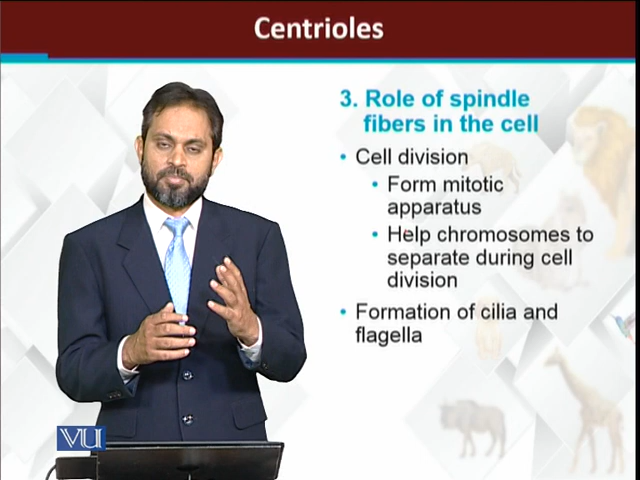 Centrioles
3. Role of spindle
fibers in the cell
• Cell division
• Form mitotic
apparatus
• Help chromosomes to
separate during cell
division
• Formation of cilia and
flagella
VU